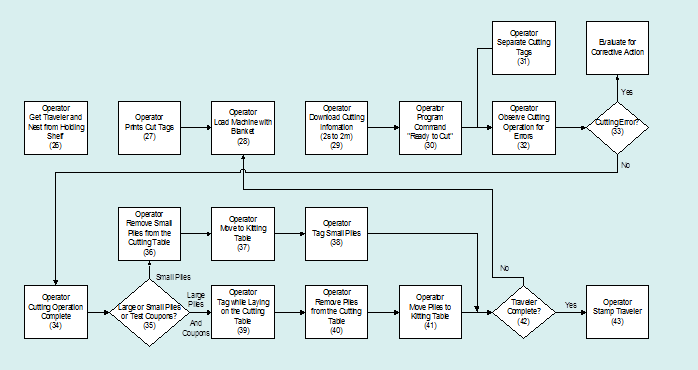 Operator
Separate Cutting
Tags
(31)
Evaluate for
Corrective Action
Yes
Operator
Get Traveler and
Nest from Holding
Shelf
(26)
Operator
Prints Cut Tags
(27)
Operator
Load Machine with
Blanket
(28)
Operator
Download Cutting
Infomation
(2s to 2m)
(29)
Operator
Program
Command
"Ready to Cut"
(30)
Operator
Observe Cutting
Operation for
Errors
(32)
Cutting Error?
(33)
No
Operator
Remove Small
Piles from the
Cutting Table
(36)
Operator
Move to Kitting
Table
(37)
Operator
Tag Small Piles
(38)
Small Piles
No
Operator
Cutting Operation
Complete
(34)
Large or Small Piles
or Test Coupons?
(35)
Large
Piles
And
Coupons
Operator
Tag while Laying
on the Cutting
Table
(39)
Operator
Remove Piles
from the Cutting
Table
(40)
Operator
Move Piles to
Kitting Table
(41)
Traveler
Complete?
(42)
Yes
Operator
Stamp Traveler
(43)